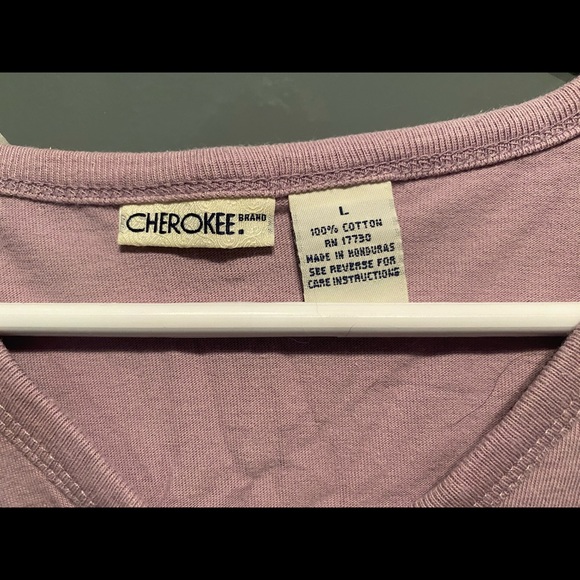 CHEROKEE. BRAND
L
100% COTTON
RN 17730
MADE IN HONDURAS
SEE REVERSE FOR
CARE INSTRUCTIONS